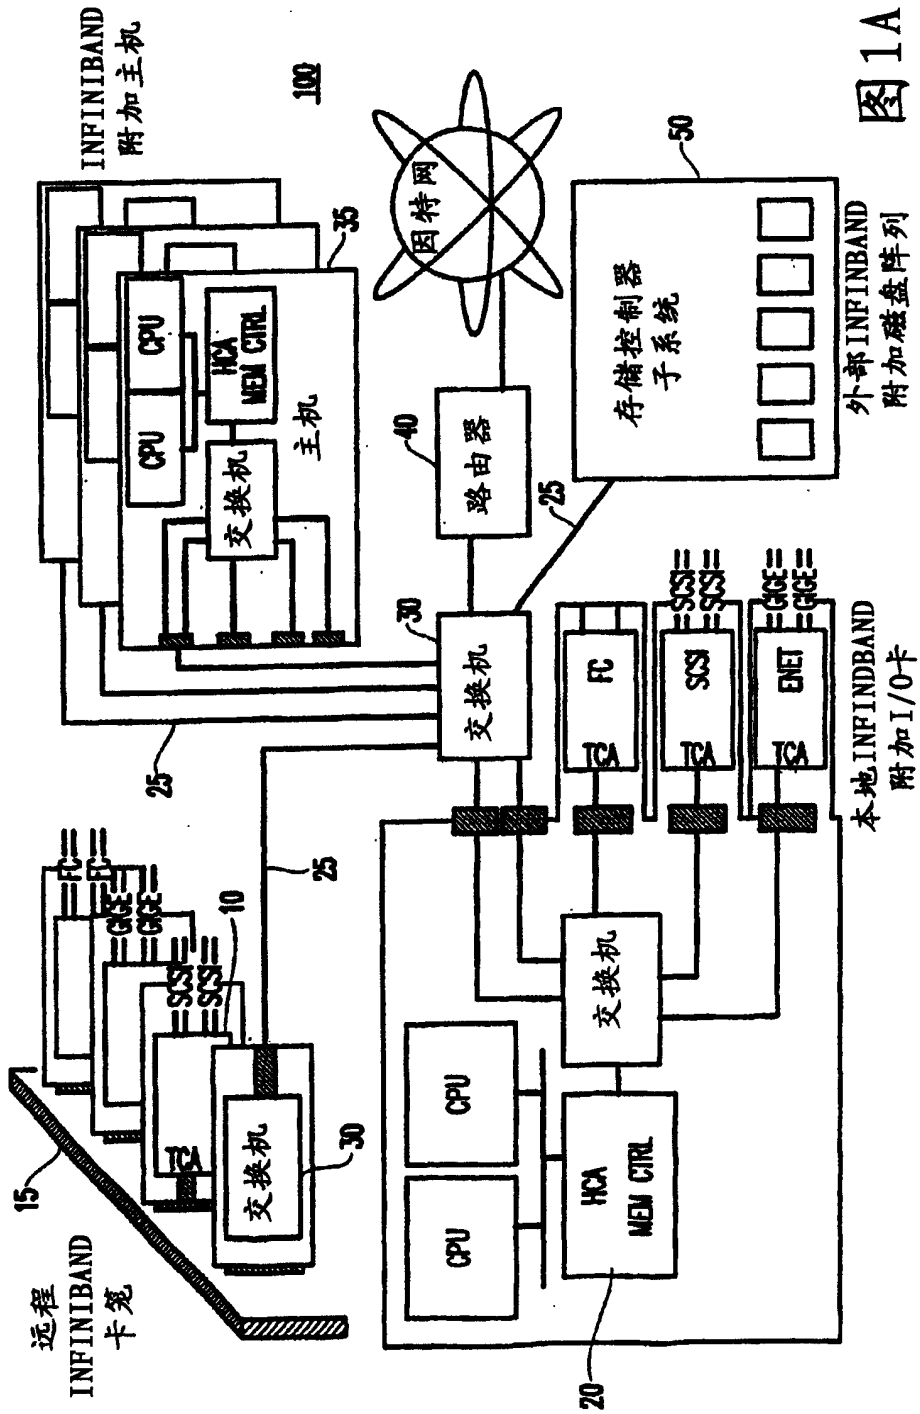 远程
INFINIBAND
卡笼
15
═FC═
═FC═
═GIGE═
═GIGE═
═SCSI═
═SCSI═
10
TCA
交换机
30
25
25
INFINIBAND
附加主机
CPU
CPU
HCA
MEM CTRL
交换机
主机
35
100
交换机
30
路由器
40
因特网
25
存储控制器
子系统
50
外部INFINBAND
附加磁盘阵列
CPU
CPU
HCA
MEM CTRL
20
交换机
TCA
FC
TCA
SCSI
═SCSI═
═SCSI═
TCA
ENET
═GIGE═
═GIGE═
本地INFINDBAND
附加I/O卡
图1A